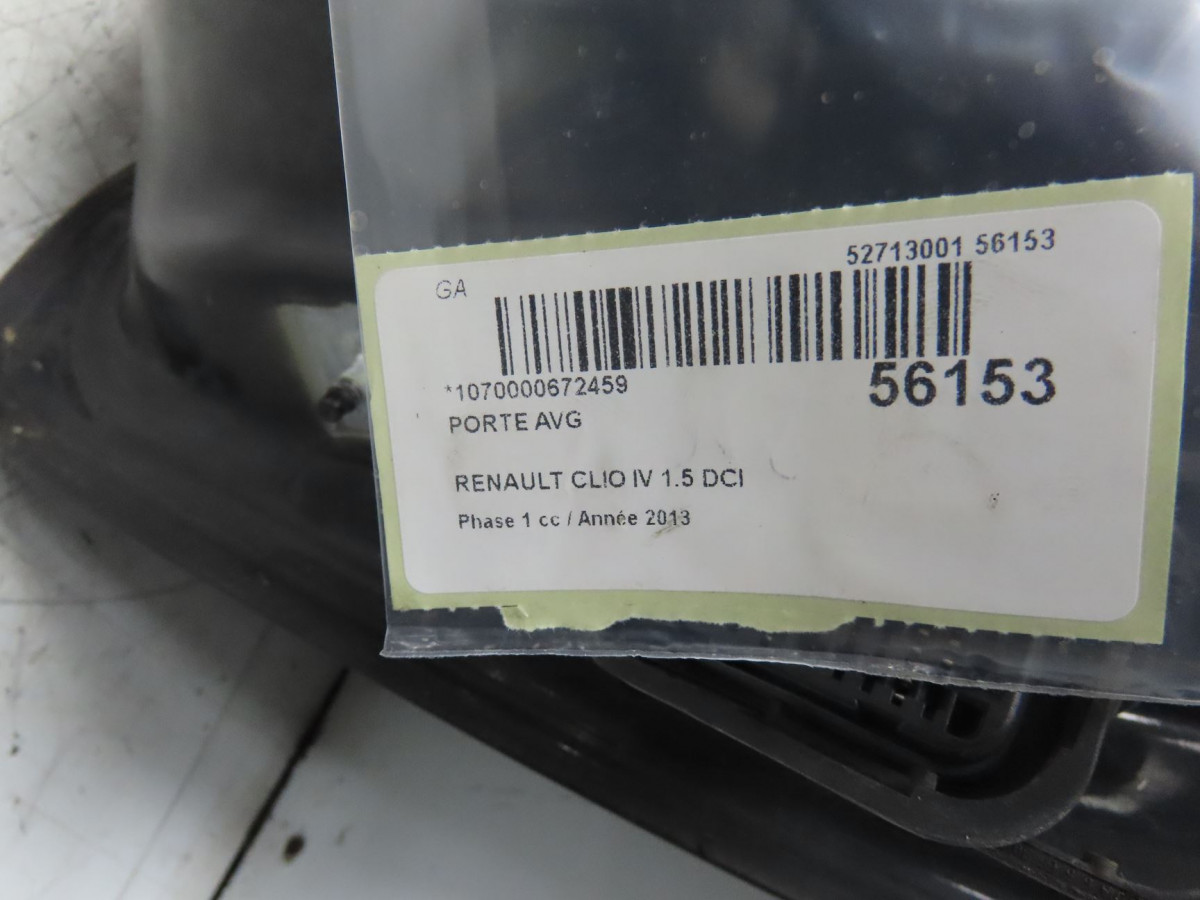 52713001 56153
GA
56153
*1070000672459
PORTE AVG
RENAULT CLIO IV 1.5 DCI
Phase 1 cc / Année 2013